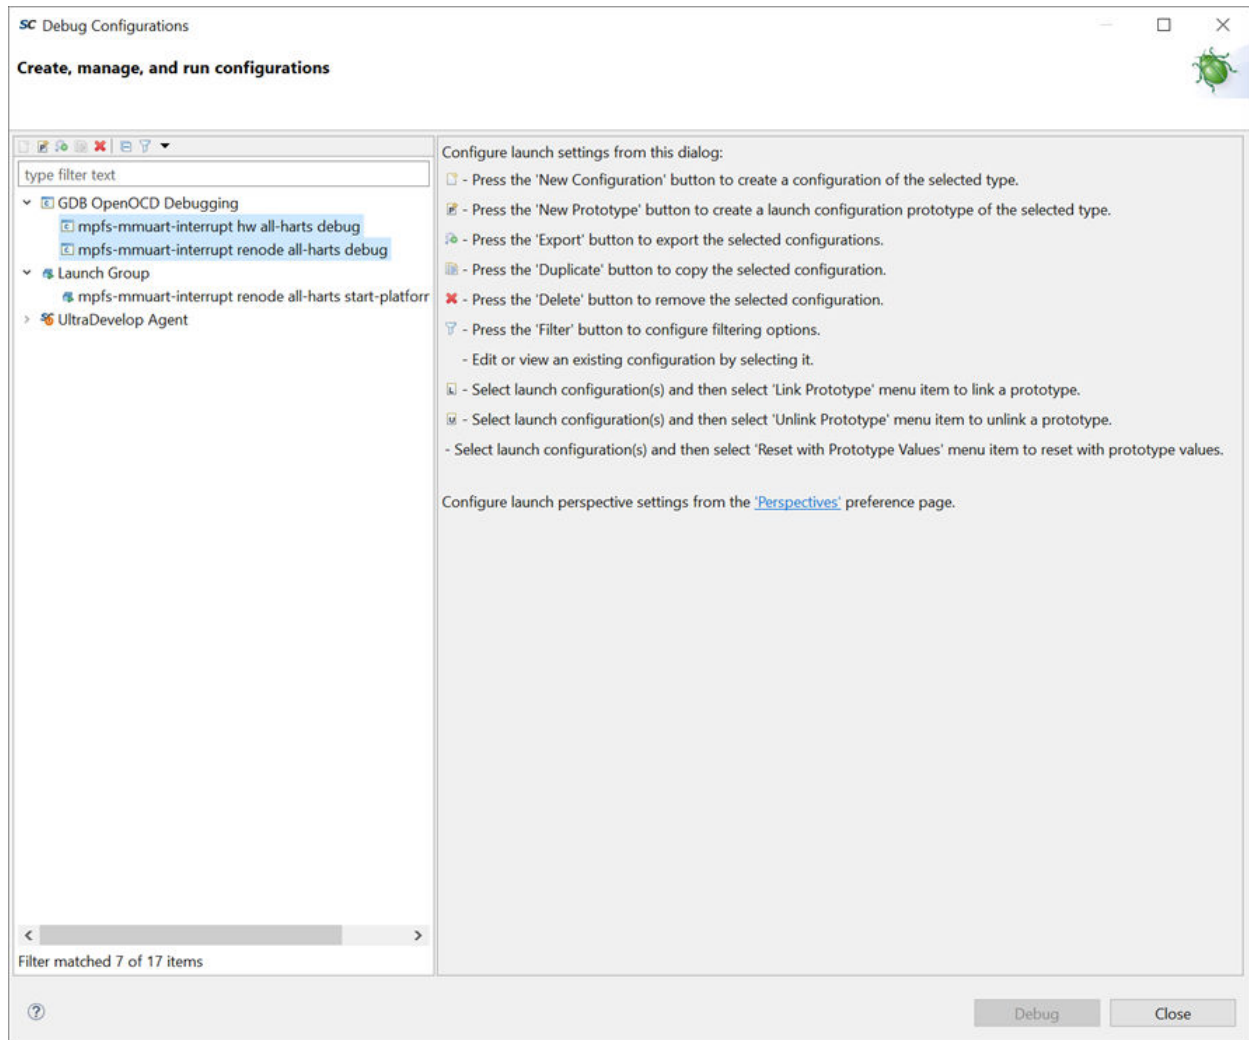 SC Debug Configurations
Create, manage, and run configurations
type filter text
GDB OpenOCD Debugging
mpfs-mmuart-interrupt hw all-harts debug
mpfs-mmuart-interrupt renode all-harts debug
Launch Group
mpfs-mmuart-interrupt renode all-harts start-platforr
UltraDevelop Agent
Filter matched 7 of 17 items
Configure launch settings from this dialog:
- Press the 'New Configuration' button to create a configuration of the selected type.
- Press the 'New Prototype' button to create a launch configuration prototype of the selected type.
- Press the 'Export' button to export the selected configurations.
- Press the 'Duplicate' button to copy the selected configuration.
- Press the 'Delete' button to remove the selected configuration.
- Press the 'Filter' button to configure filtering options.
- Edit or view an existing configuration by selecting it.
- Select launch configuration(s) and then select 'Link Prototype' menu item to link a prototype.
- Select launch configuration(s) and then select 'Unlink Prototype' menu item to unlink a prototype.
- Select launch configuration(s) and then select 'Reset with Prototype Values' menu item to reset with prototype values.
Configure launch perspective settings from the 'Perspectives' preference page.
Debug
Close